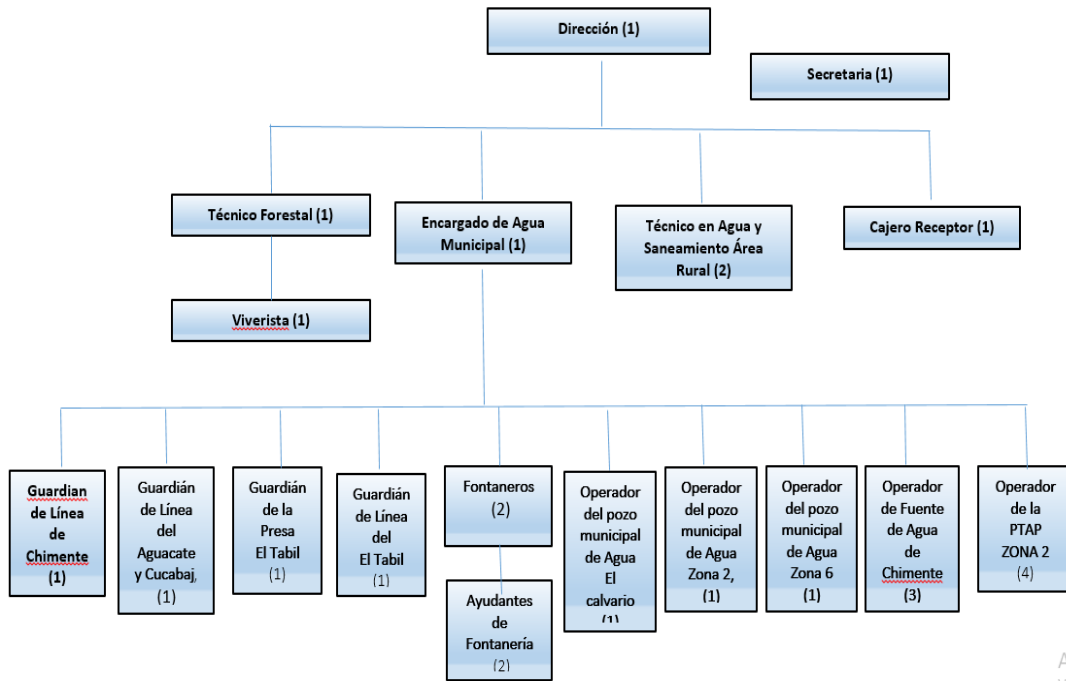 Dirección (1)
Secretaria (1)
Técnico Forestal (1)
Encargado de Agua
Municipal (1)
Técnico en Agua y
Saneamiento Área
Rural (2)
Cajero Receptor (1)
Viverista (1)
Guardian
de Línea
de
Chimente
(1)
Guardián
de Línea
del
Aguacate
y Cucabaj,
(1)
Guardián
de la
Presa
El Tabil
(1)
Guardián
de Línea
del
El Tabil
(1)
Fontaneros
(2)
Ayudantes
de
Fontanería
(2)
Operador
del pozo
municipal
de Agua
El
calvario
(1)
Operador
del pozo
municipal
de Agua
Zona 2,
(1)
Operador
del pozo
municipal
de Agua
Zona 6
(1)
Operador
de Fuente
de Agua
de
Chimente
(3)
Operador
de la
PTAP
ZONA 2
(4)